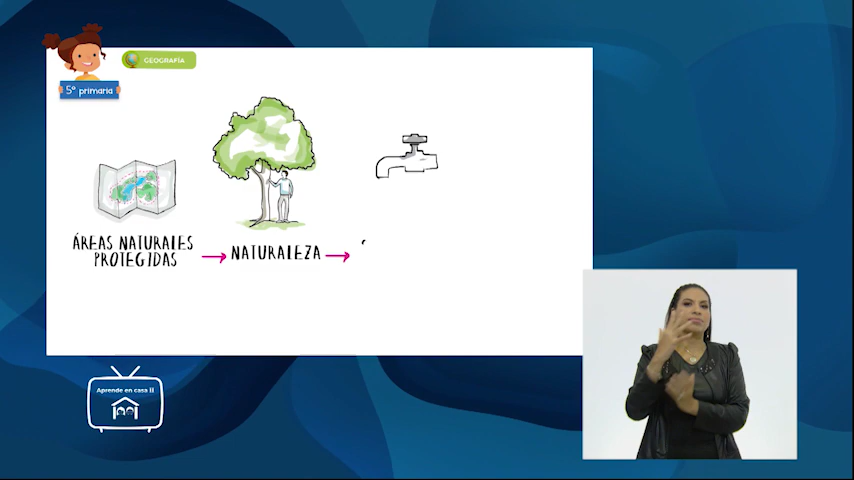 GEOGRAFÍA
5° primaria
ÁREAS NATURALES
PROTEGIDAS
NATURALEZA
Aprende en casa II